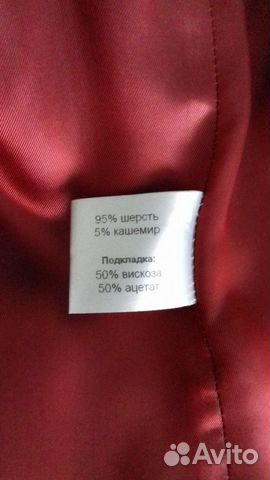 95% шерсть
5% кашемир
Подкладка:
50% вискоза
50% ацетат
Avito